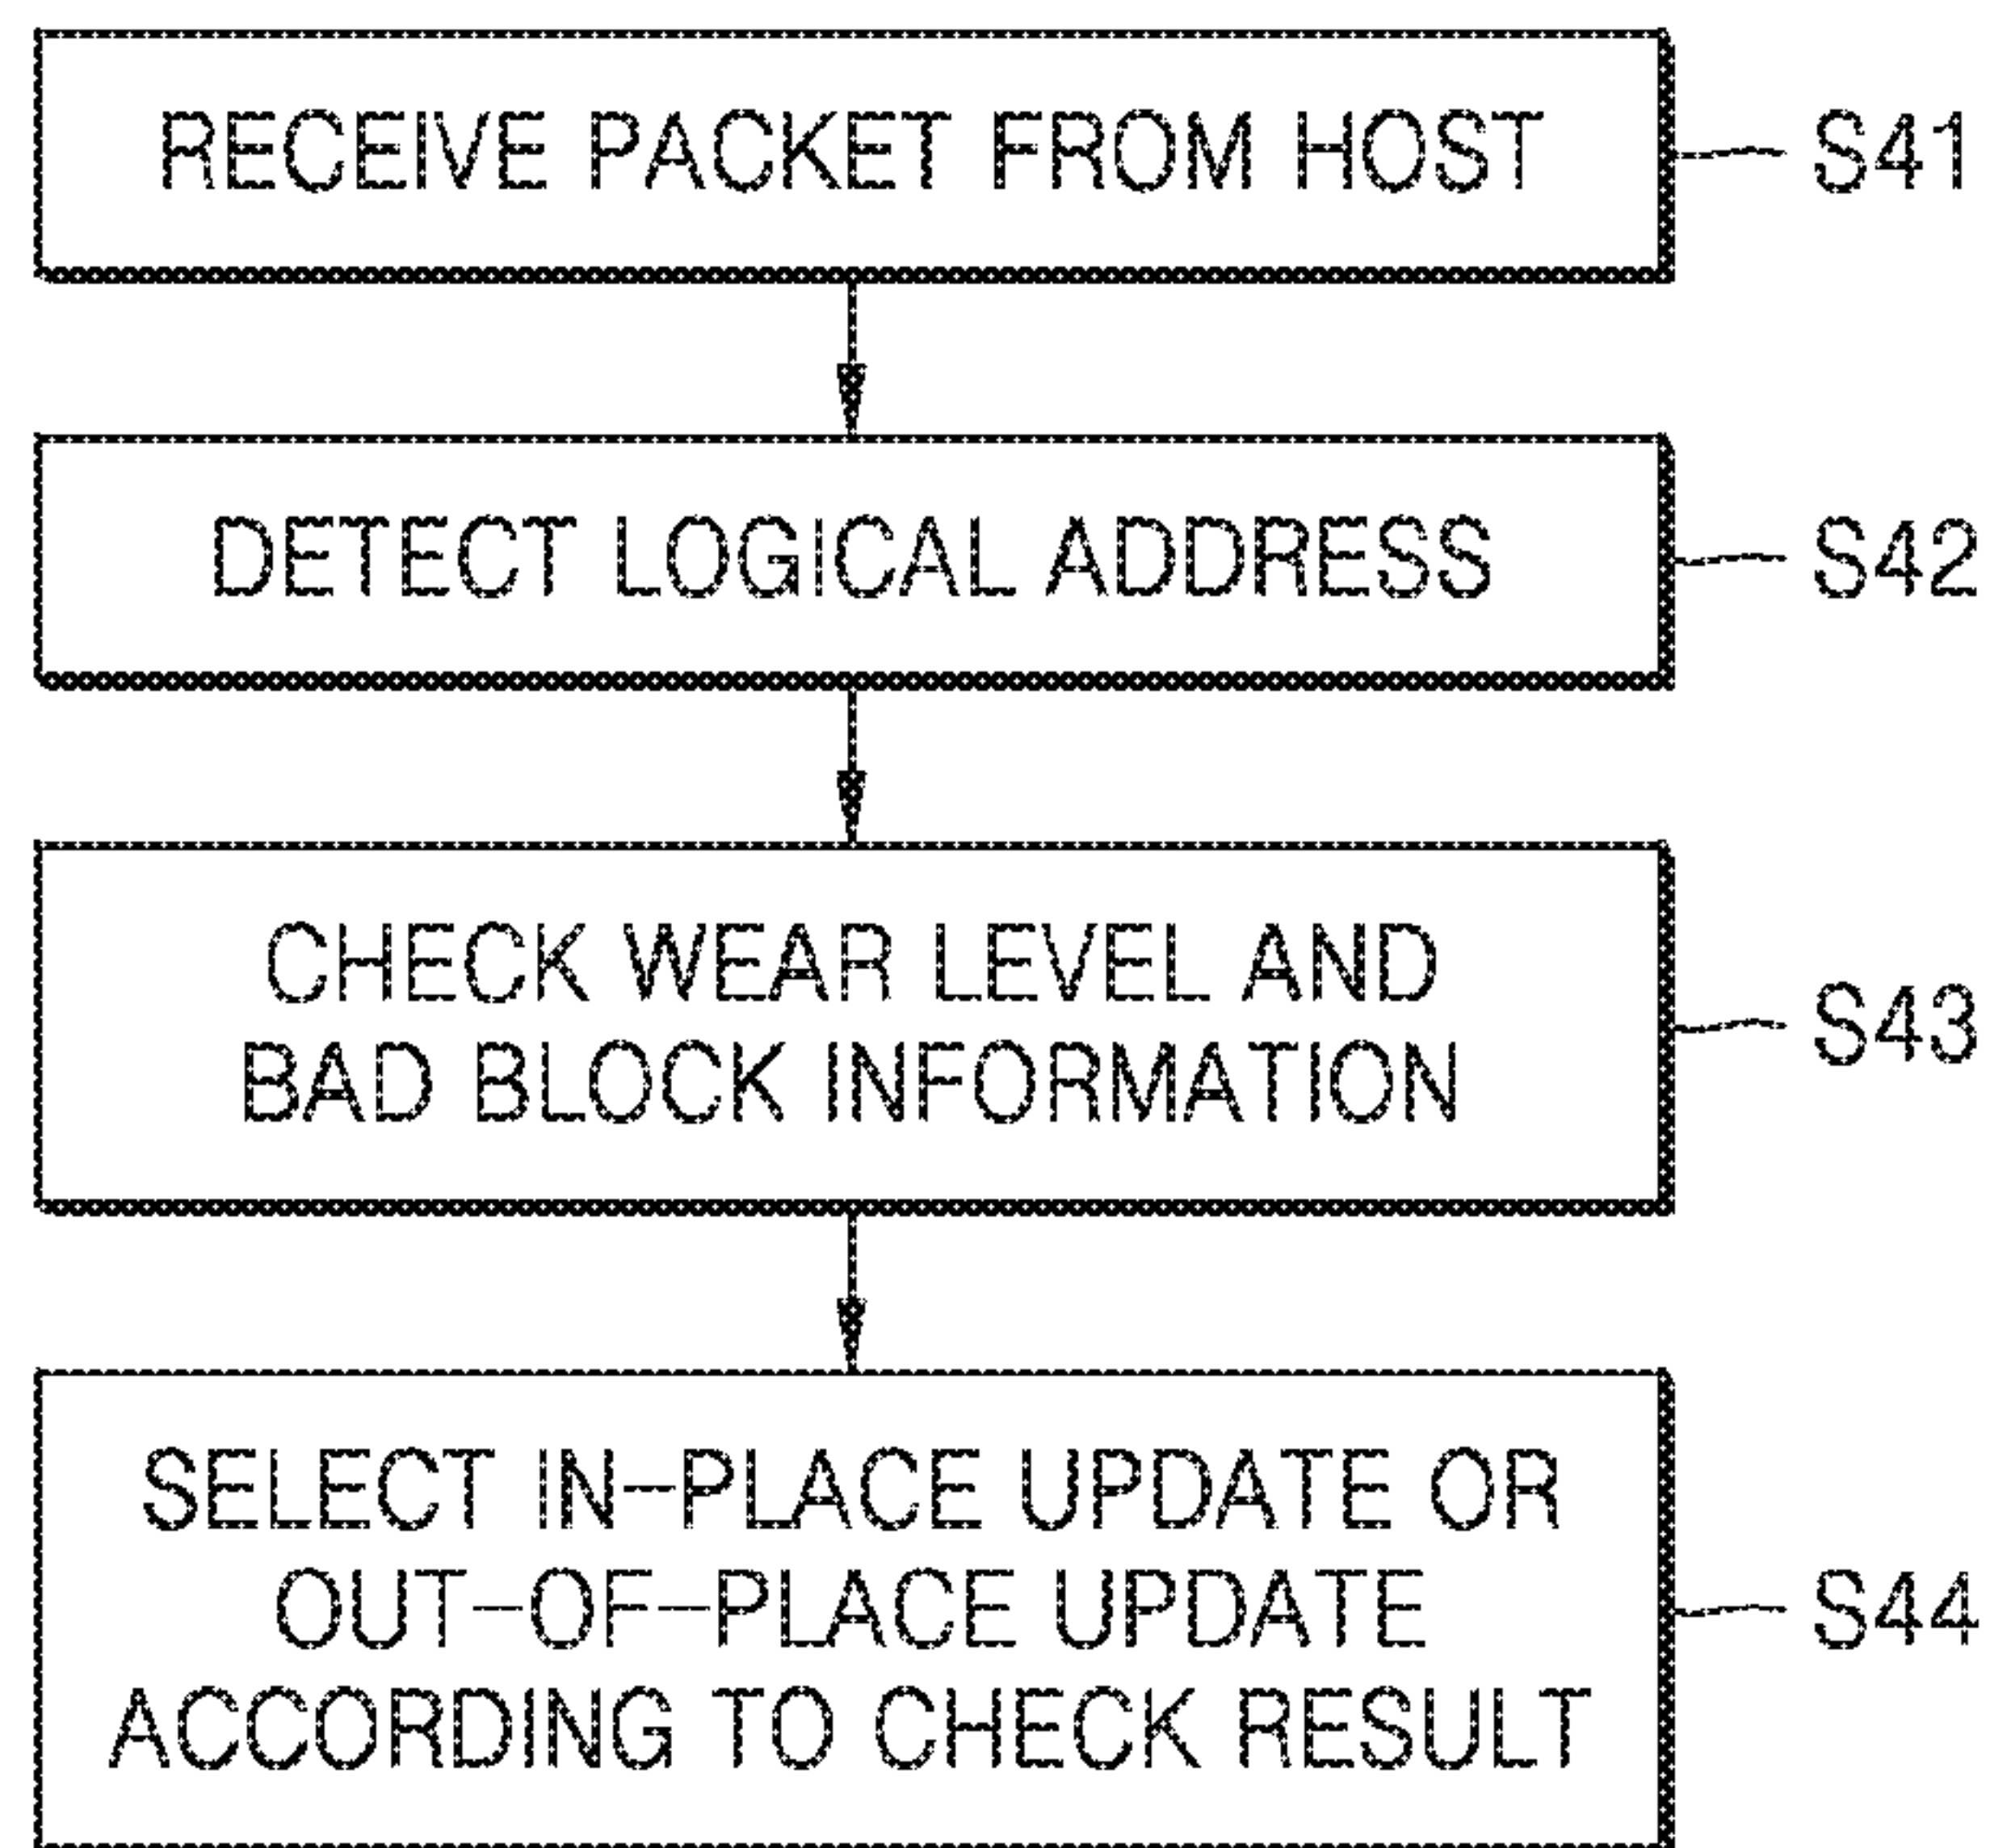 RECEIVE PACKET FROM HOST
S41
DETECT LOGICAL ADDRESS
S42
CHECK WEAR LEVEL AND
BAD BLOCK INFORMATION
S43
SELECT IN-PLACE UPDATE OR
OUT-OF-PLACE UPDATE
ACCORDING TO CHECK RESULT
S44